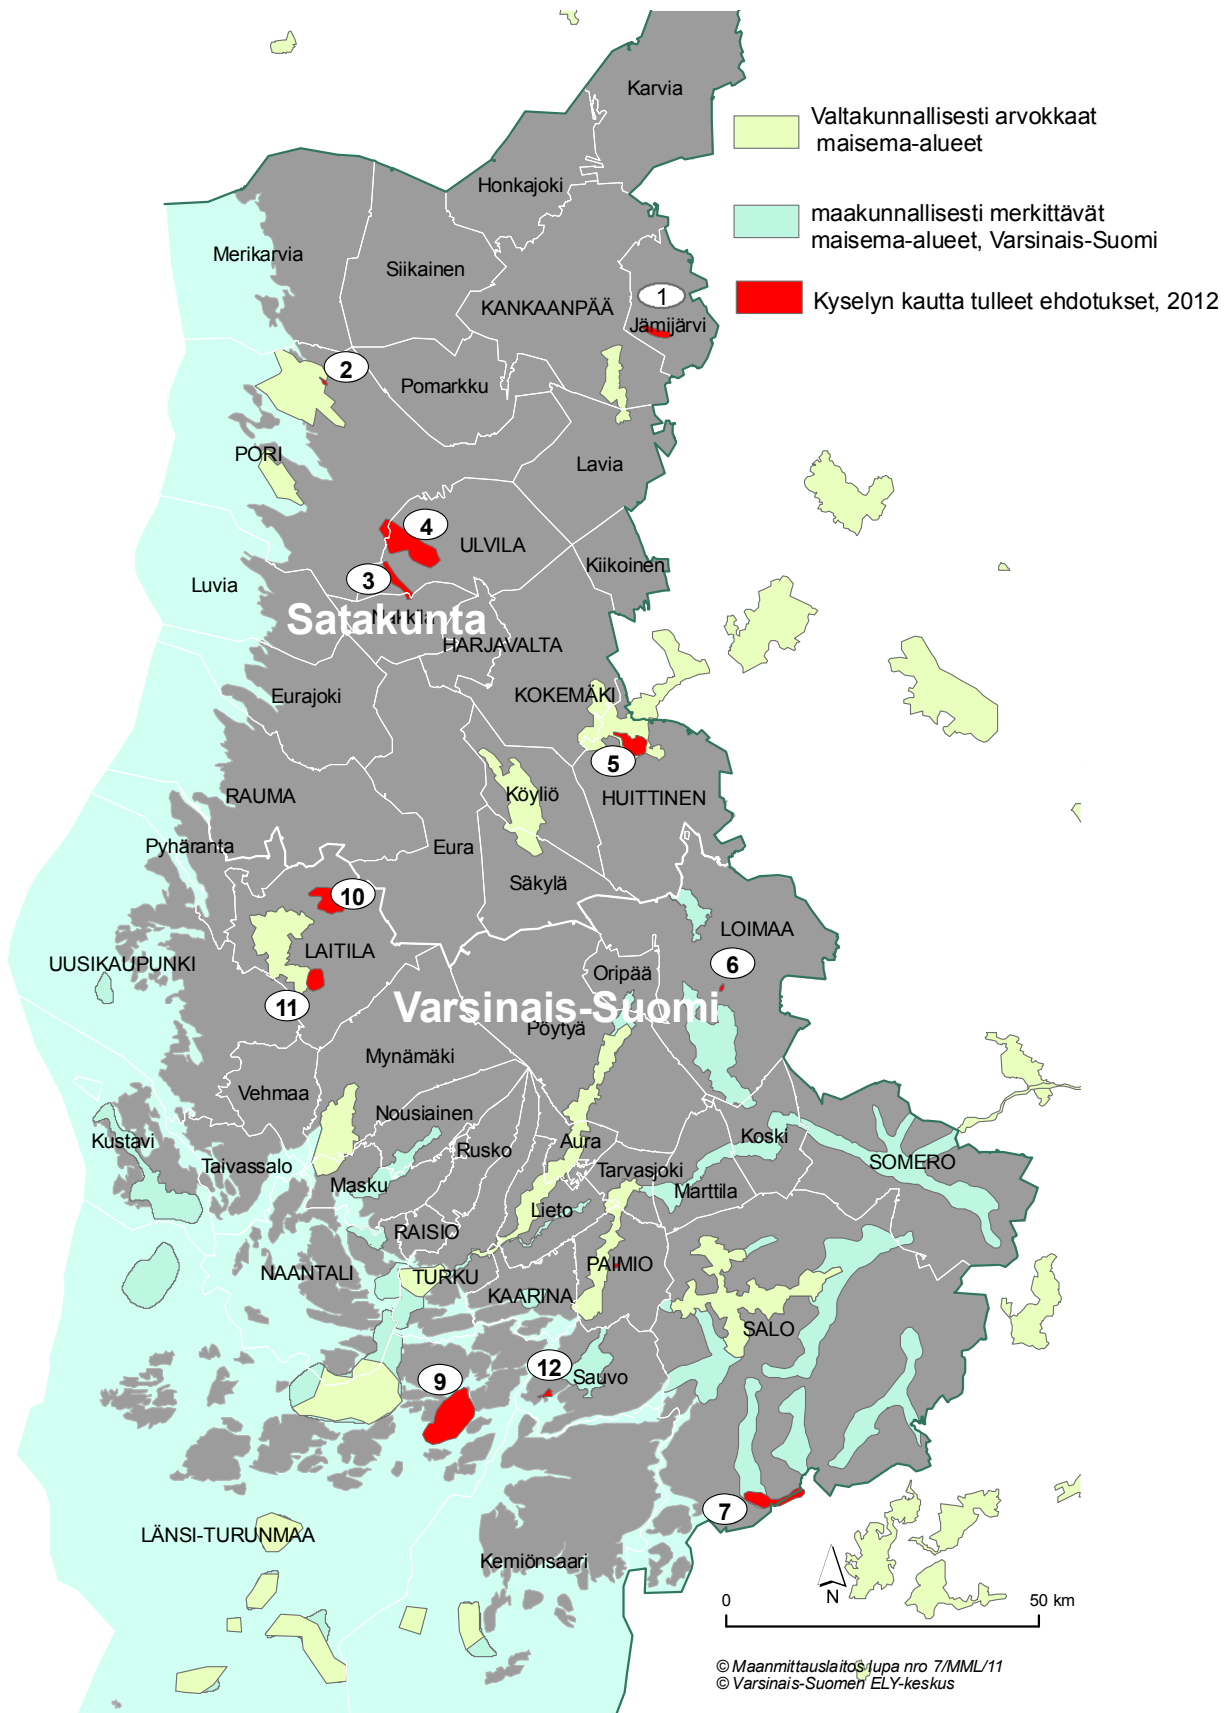 Karvia
Valtakunnallisesti arvokkaat
maisema-alueet
Honkajoki
maakunnallisesti merkittävät
maisema-alueet, Varsinais-Suomi
Merikarvia
Siikainen
KANKAANPÄÄ
1
Kyselyn kautta tulleet ehdotukset, 2012
Jämijärvi
2
Pomarkku
PORI
Lavia
4
ULVILA
Kiikoinen
3
Luvia
Nakkila
Satakunta
HARJAVALTA
Eurajoki
KOKEMÄKI
5
RAUMA
Köyliö
HUITTINEN
Pyhäranta
Eura
Säkylä
10
LOIMAA
LAITILA
UUSIKAUPUNKI
6
Oripää
11
Varsinais-Suomi
Pöytyä
Mynämäki
Vehmaa
Nousiainen
Kustavi
Rusko
Aura
Koski
Taivassalo
Tarvasjoki
SOMERO
Masku
Marttila
Lieto
RAISIO
NAANTALI
TURKU
PAIMIO
KAARINA
SALO
12
9
Sauvo
7
LÄNSI-TURUNMAA
Kemiönsaari
N
0
50 km
© Maanmittauslaitos lupa nro 7/MML/11
© Varsinais-Suomen ELY-keskus